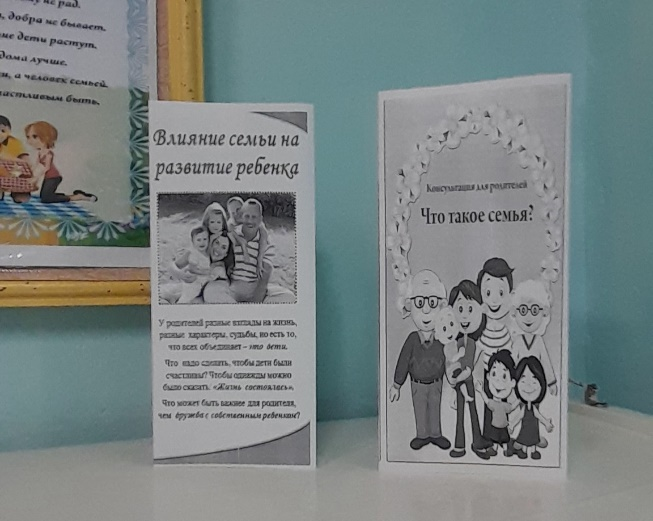 му не рад.
добра не бывает.
ие дети растут.
дома лучше.
и, а человек семьей.
частливым быть.
Влияние семьи на
развитие ребенка
У родителей разные взгляды на жизнь,
разные характеры, судьбы, но есть то,
что всех объединяет – это дети.
Что надо сделать, чтобы дети были
счастливы? Чтобы однажды можно
было сказать: «Жизнь состоялась».
Что может быть важнее для родителя,
чем дружба с собственным ребенком?
Консультация для родителей
Что такое семья?